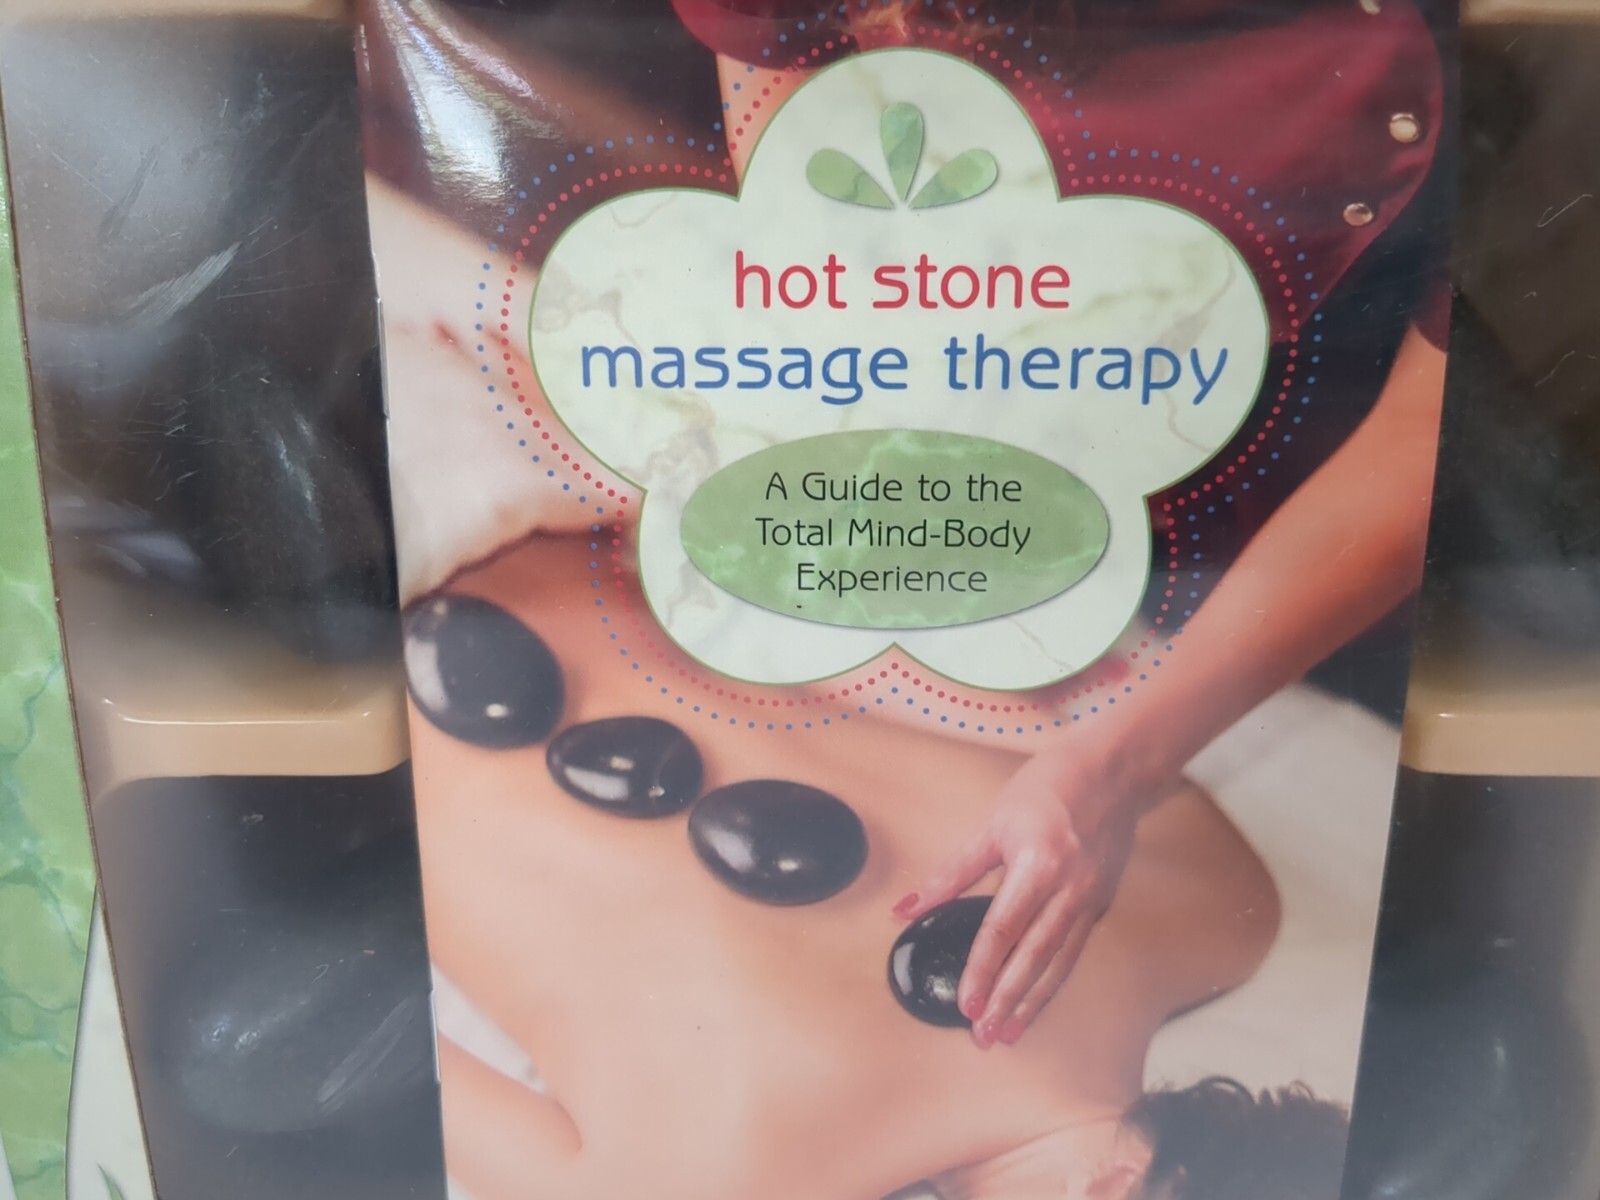 hot stone
massage therapy
A Guide to the
Total Mind-Body
Experience